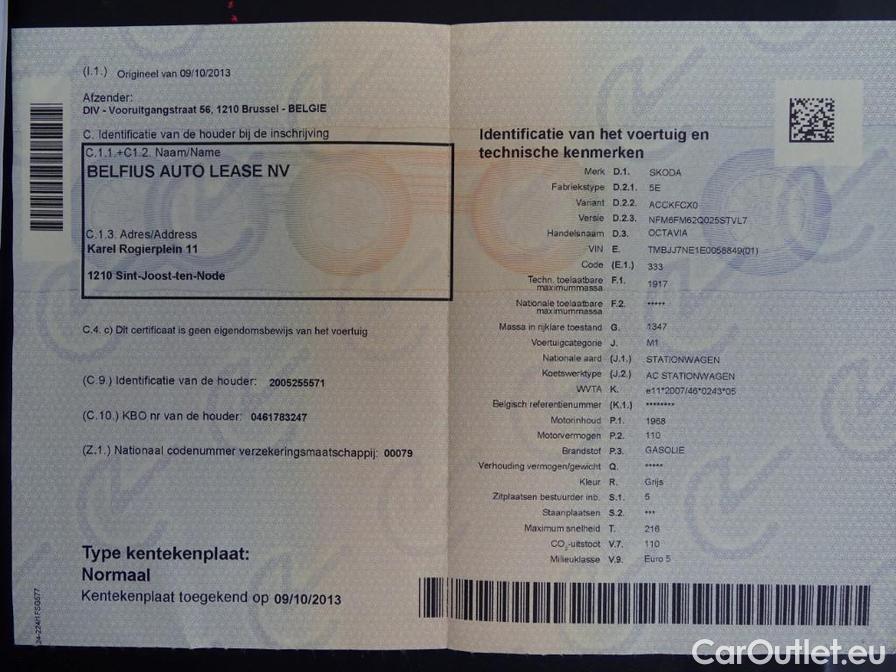 (I.1.) Origineel van 09/10/2013
Afzender:
DIV - Vooruitgangstraat 56, 1210 Brussel - BELGIE
C. Identificatie van de houder bij de inschrijving
C.1.1.+C1.2. Naam/Name
BELFIUS AUTO LEASE NV
C.1.3. Adres/Address
Karel Rogierplein 11
1210 Sint-Joost-ten-Node
C.4. c) Dit certificaat is geen eigendomsbewijs van het voertuig
(C.9.) Identificatie van de houder: 2005255571
(C.10.) KBO nr van de houder: 0461783247
(Z.1.) Nationaal codenummer verzekeringsmaatschappij: 00079
Type kentekenplaat:
Normaal
Kentekenplaat toegekend op 09/10/2013
Identificatie van het voertuig en
technische kenmerken
Merk D.1. SKODA
Fabriekstype D.2.1. 5E
Variant D.2.2. ACCKFCX0
Versie D.2.3. NFM6FM62Q025STVL7
Handelsnaam D.3. OCTAVIA
VIN E. TMBJJ7NE1E0058849(01)
Code (E.1.) 333
Techn. toelaatbare
maximummassa F.1. 1917
Nationale toelaatbare
maximummassa F.2. *****
Massa in rijklare toestand G. 1347
Voertuigcategorie J. M1
Nationale aard (J.1.) STATIONWAGEN
Koetswerktype (J.2.) AC STATIONWAGEN
WVTA K. e11*2007/46*0243*05
Belgisch referentienummer (K.1.) ********
Motorinhoud P.1. 1968
Motorvermogen P.2. 110
Brandstof P.3. GASOLIE
Verhouding vermogen/gewicht Q. *****
Kleur R. Grijs
Zitplaatsen bestuurder inb. S.1. 5
Staanplaatsen S.2. ***
Maximum snelheid T. 216
CO₂-uitstoot V.7. 110
Milieuklasse V.9. Euro 5
CarOutlet.eu